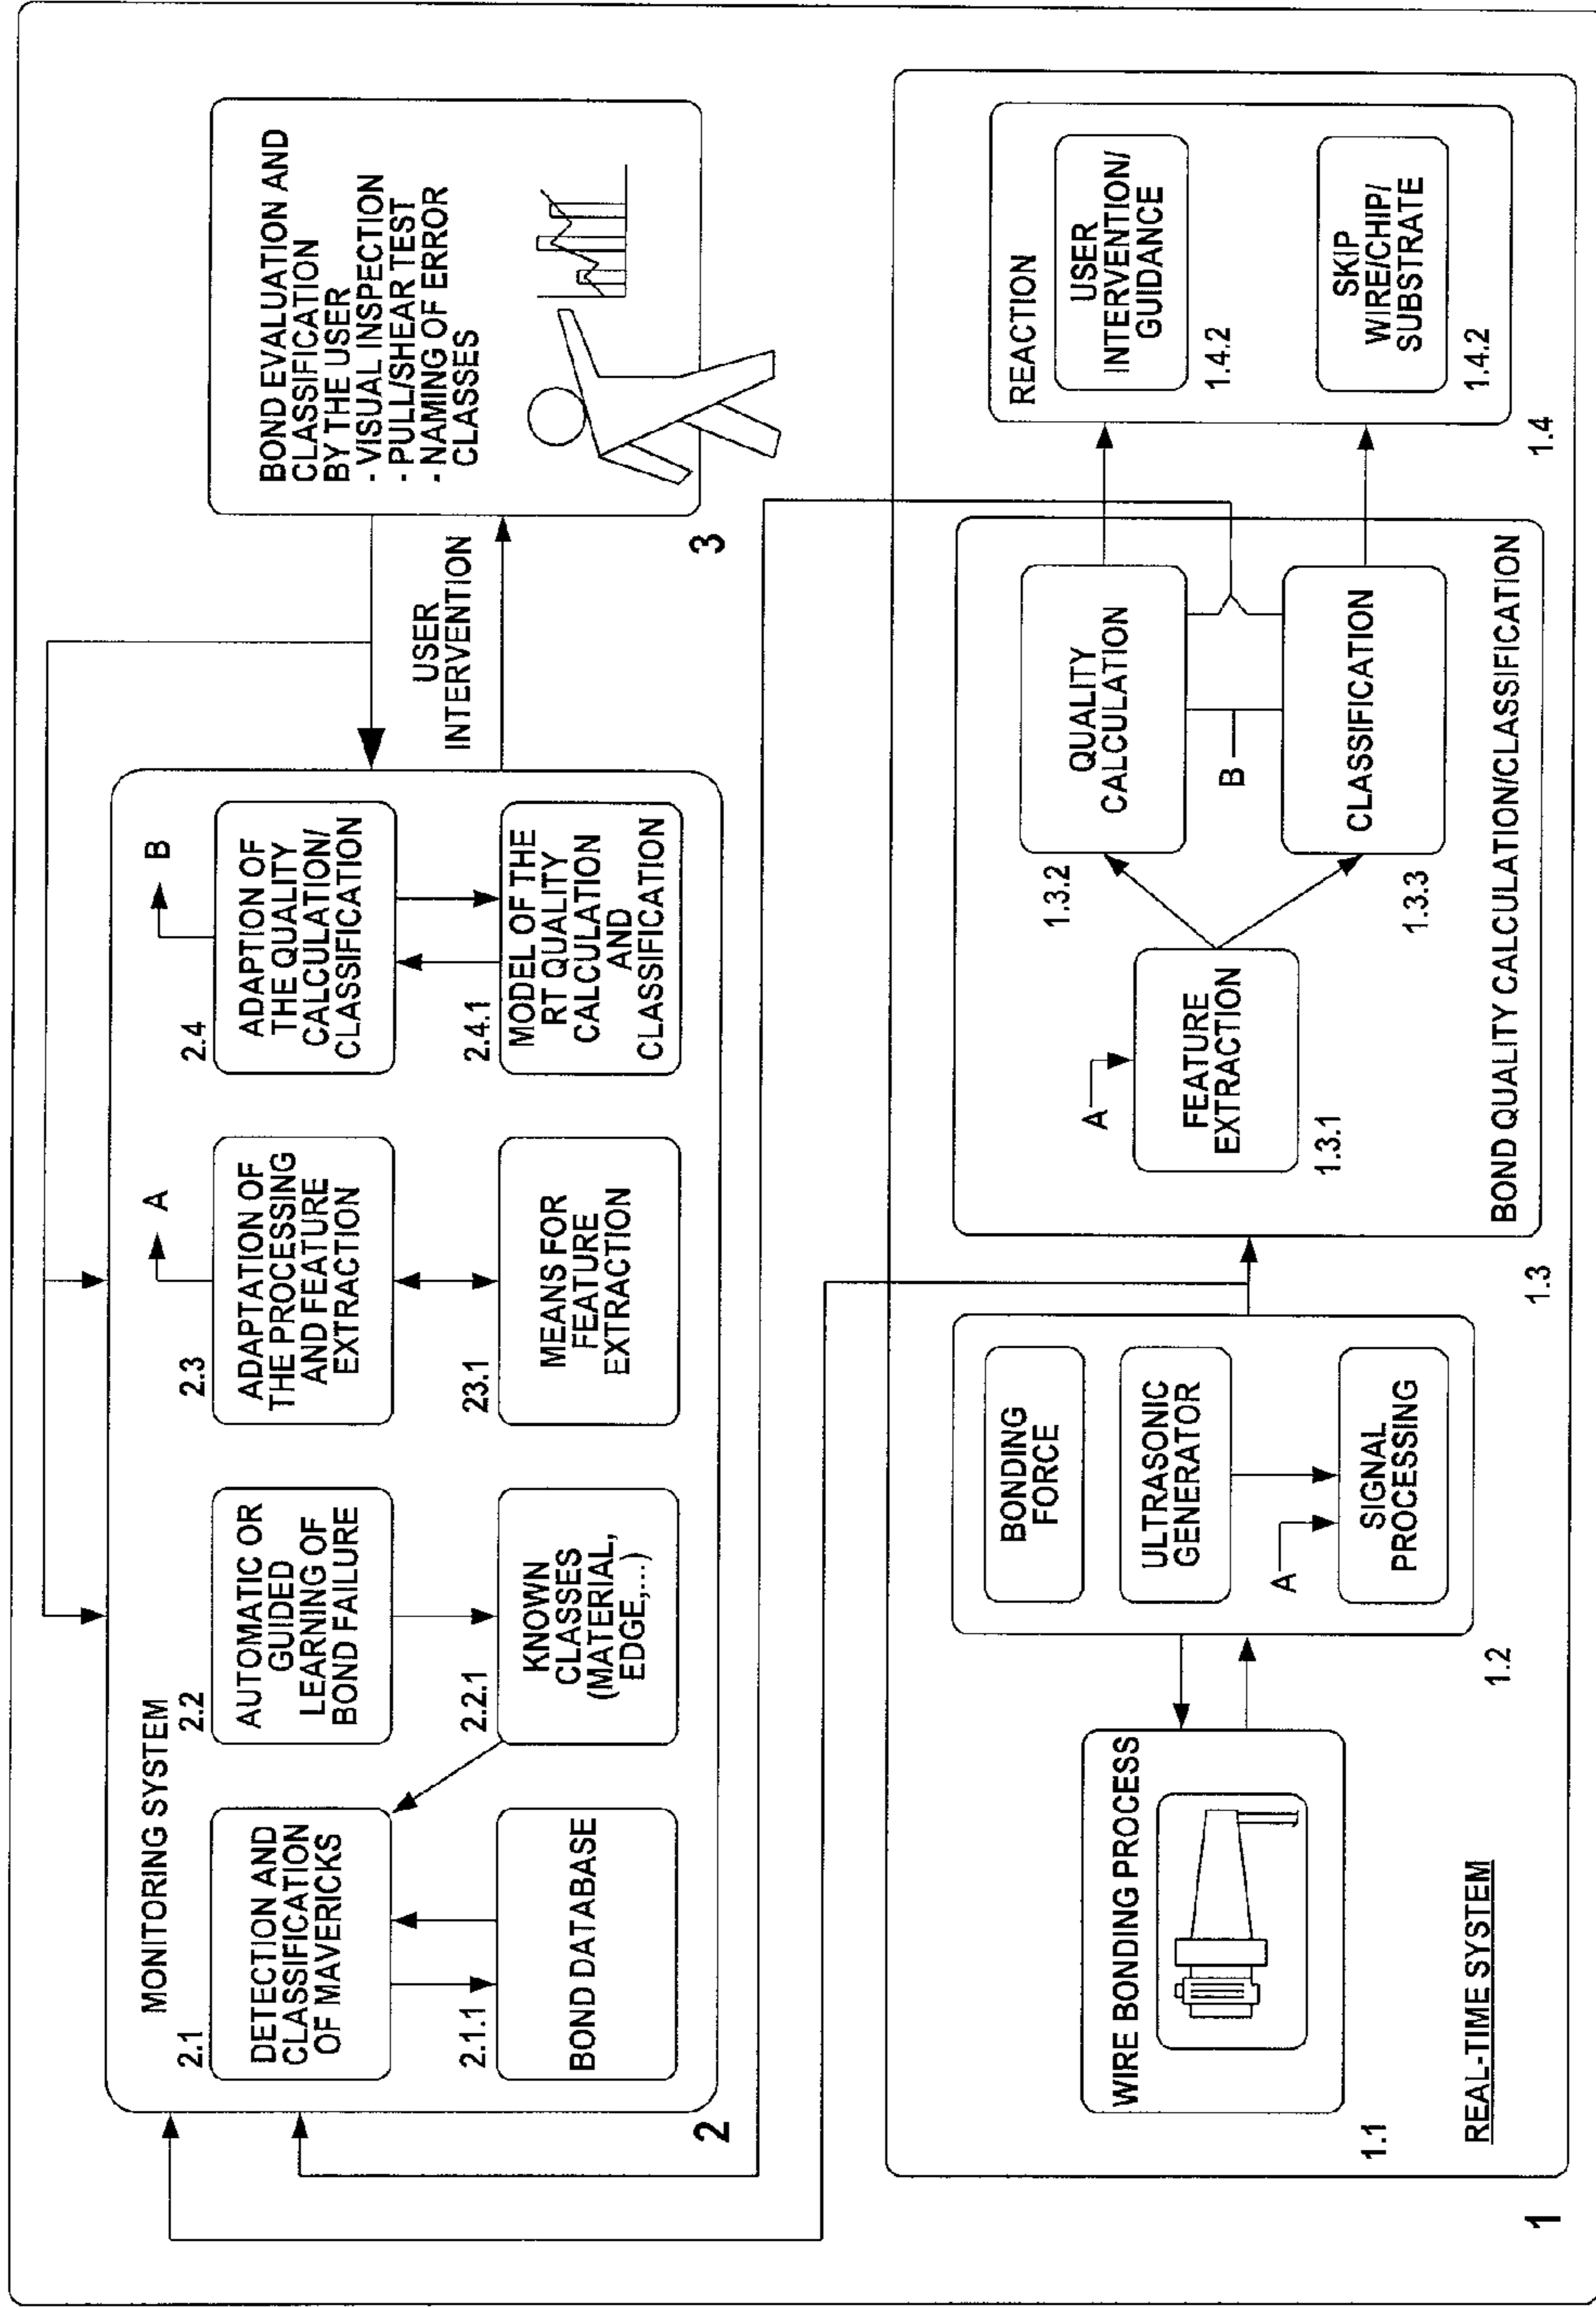 MONITORING SYSTEM
2.1
DETECTION AND
CLASSIFICATION
OF MAVERICKS
2.1.1
BOND DATABASE
2.2
AUTOMATIC OR
GUIDED
LEARNING OF
BOND FAILURE
2.2.1
KNOWN
CLASSES
(MATERIAL,
EDGE,...)
2.3
ADAPTATION OF
THE PROCESSING
AND FEATURE
EXTRACTION
A
23.1
MEANS FOR
FEATURE
EXTRACTION
2.4
ADAPTION OF
THE QUALITY
CALCULATION/
CLASSIFICATION
B
2.4.1
MODEL OF THE
RT QUALITY
CALCULATION
AND
CLASSIFICATION
2
USER
INTERVENTION
BOND EVALUATION AND
CLASSIFICATION
BY THE USER
- VISUAL INSPECTION
- PULL/SHEAR TEST
- NAMING OF ERROR
CLASSES
3
WIRE BONDING PROCESS
1.1
REAL-TIME SYSTEM
1
BONDING
FORCE
ULTRASONIC
GENERATOR
A
SIGNAL
PROCESSING
1.2
A
FEATURE
EXTRACTION
1.3.1
1.3.2
QUALITY
CALCULATION
B
CLASSIFICATION
1.3.3
BOND QUALITY CALCULATION/CLASSIFICATION
1.3
REACTION
USER
INTERVENTION/
GUIDANCE
1.4.2
SKIP
WIRE/CHIP/
SUBSTRATE
1.4.2
1.4